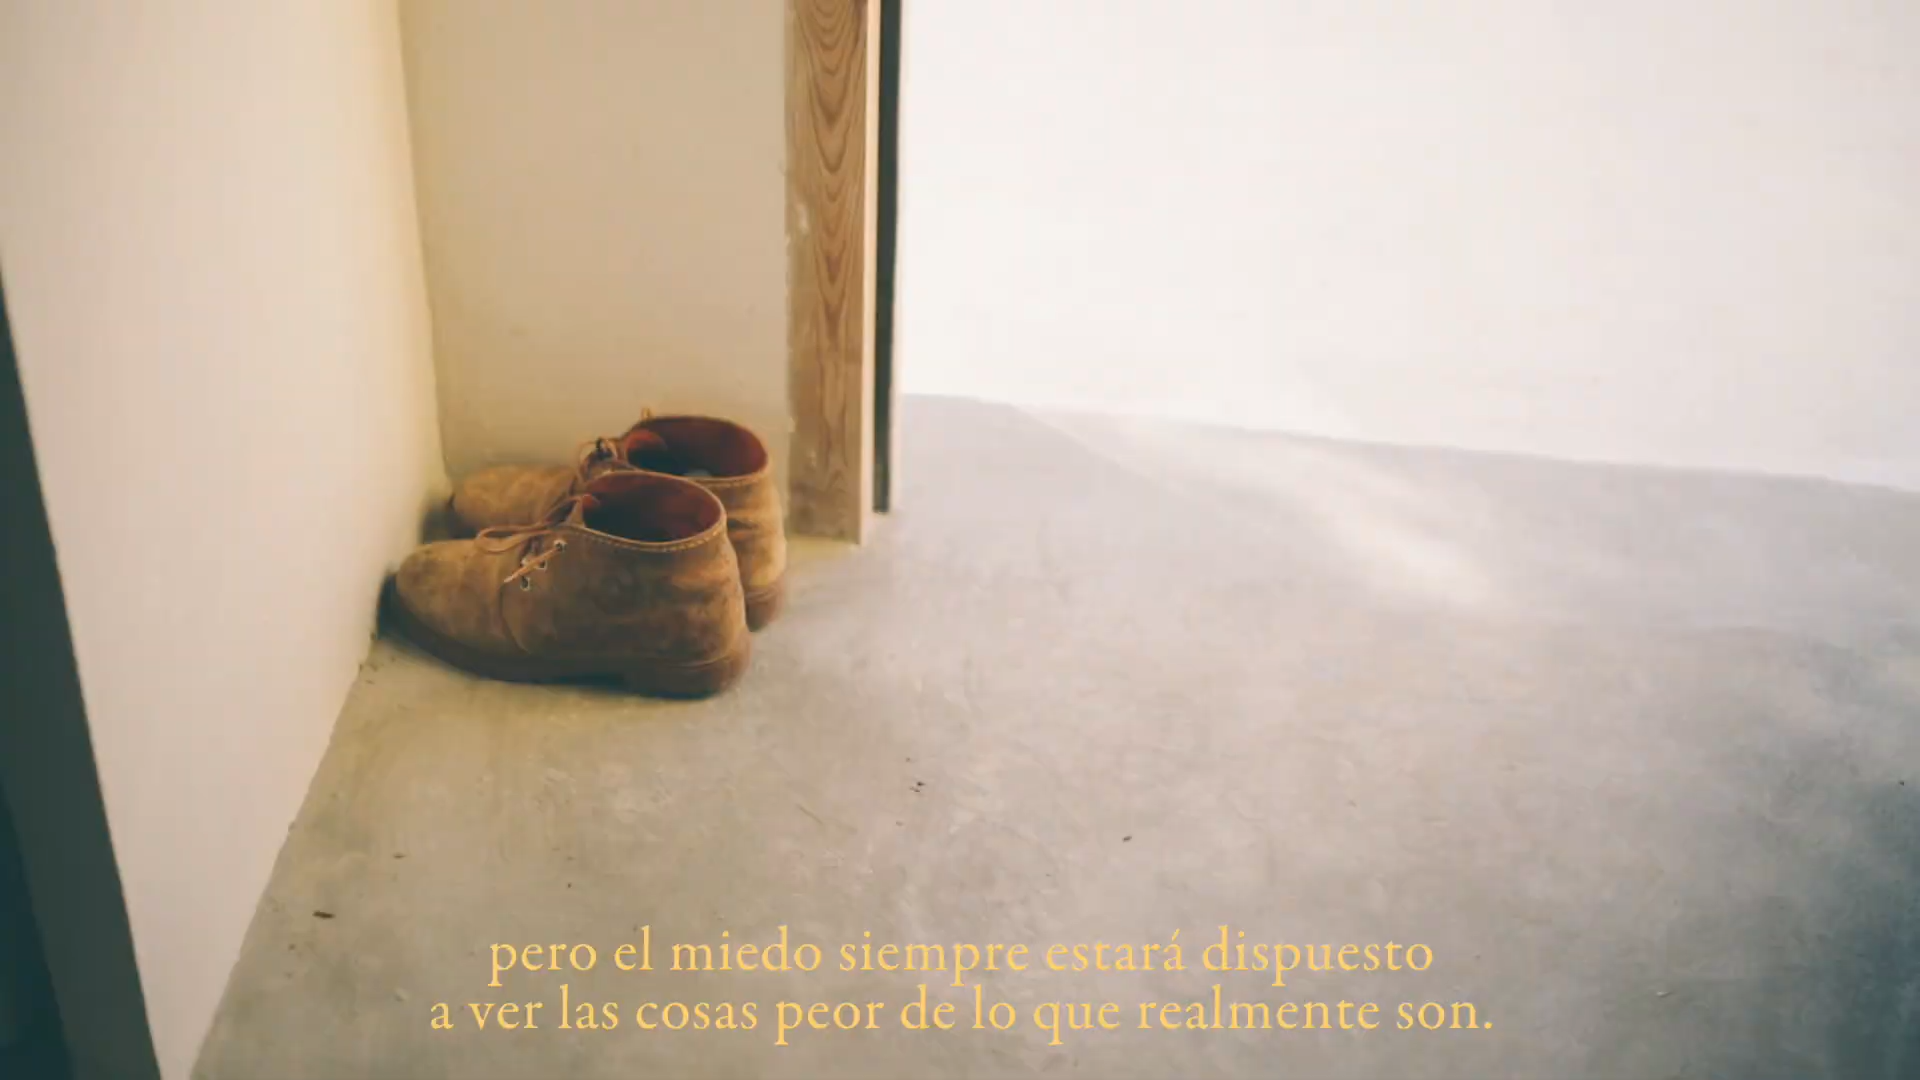 pero el miedo siempre estará dispuesto
a ver las cosas peor de lo que realmente son.